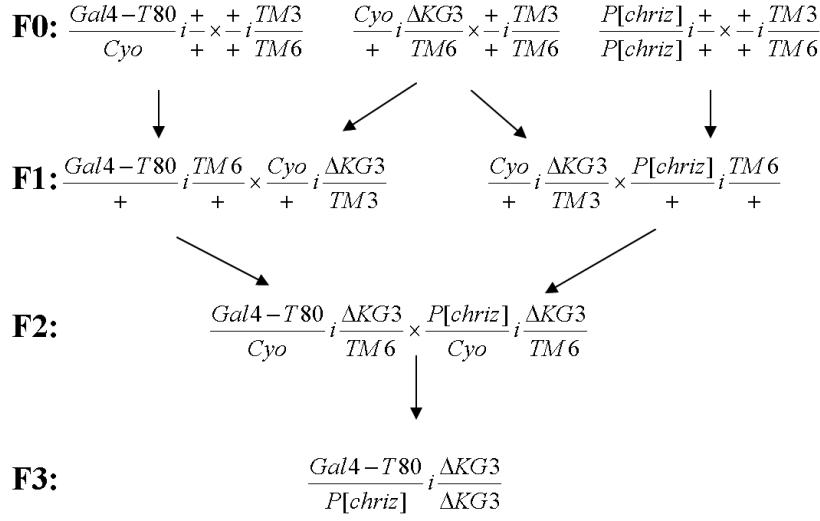 F0: Gal4-T80/Cyo i +/+ × +/+ i TM3/TM6    Cyo/+ i ΔKG3/TM6 × +/+ i TM3/TM6    P[chriz]/P[chriz] i +/+ × +/+ i TM3/TM6
F1: Gal4-T80/+ i TM6/+ × Cyo/+ i ΔKG3/TM3    Cyo/+ i ΔKG3/TM3 × P[chriz]/+ i TM6/+
F2: Gal4-T80/Cyo i ΔKG3/TM6 × P[chriz]/Cyo i ΔKG3/TM6
F3: Gal4-T80/P[chriz] i ΔKG3/ΔKG3